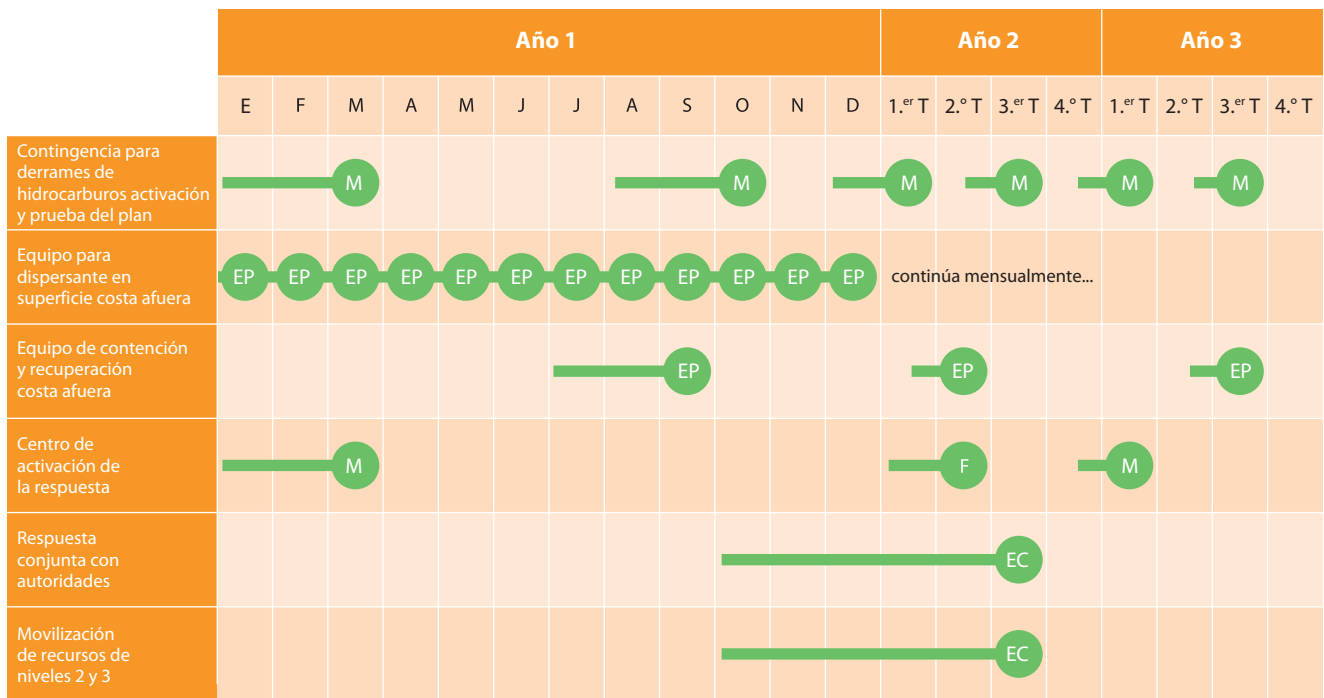 Año 1 Año 2 Año 3
E F M A M J J A S O N D 1.er T 2.° T 3.er T 4.° T 1.er T 2.° T 3.er T 4.° T
Contingencia para
derrames de
hidrocarburos activación
y prueba del plan
M M M M M M
Equipo para
dispersante en
superficie costa afuera
EP EP EP EP EP EP EP EP EP EP EP EP continúa mensualmente...
Equipo de contención
y recuperación
costa afuera
EP EP EP
Centro de
activación de
la respuesta
M F M
Respuesta
conjunta con
autoridades
EC
Movilización
de recursos de
niveles 2 y 3
EC